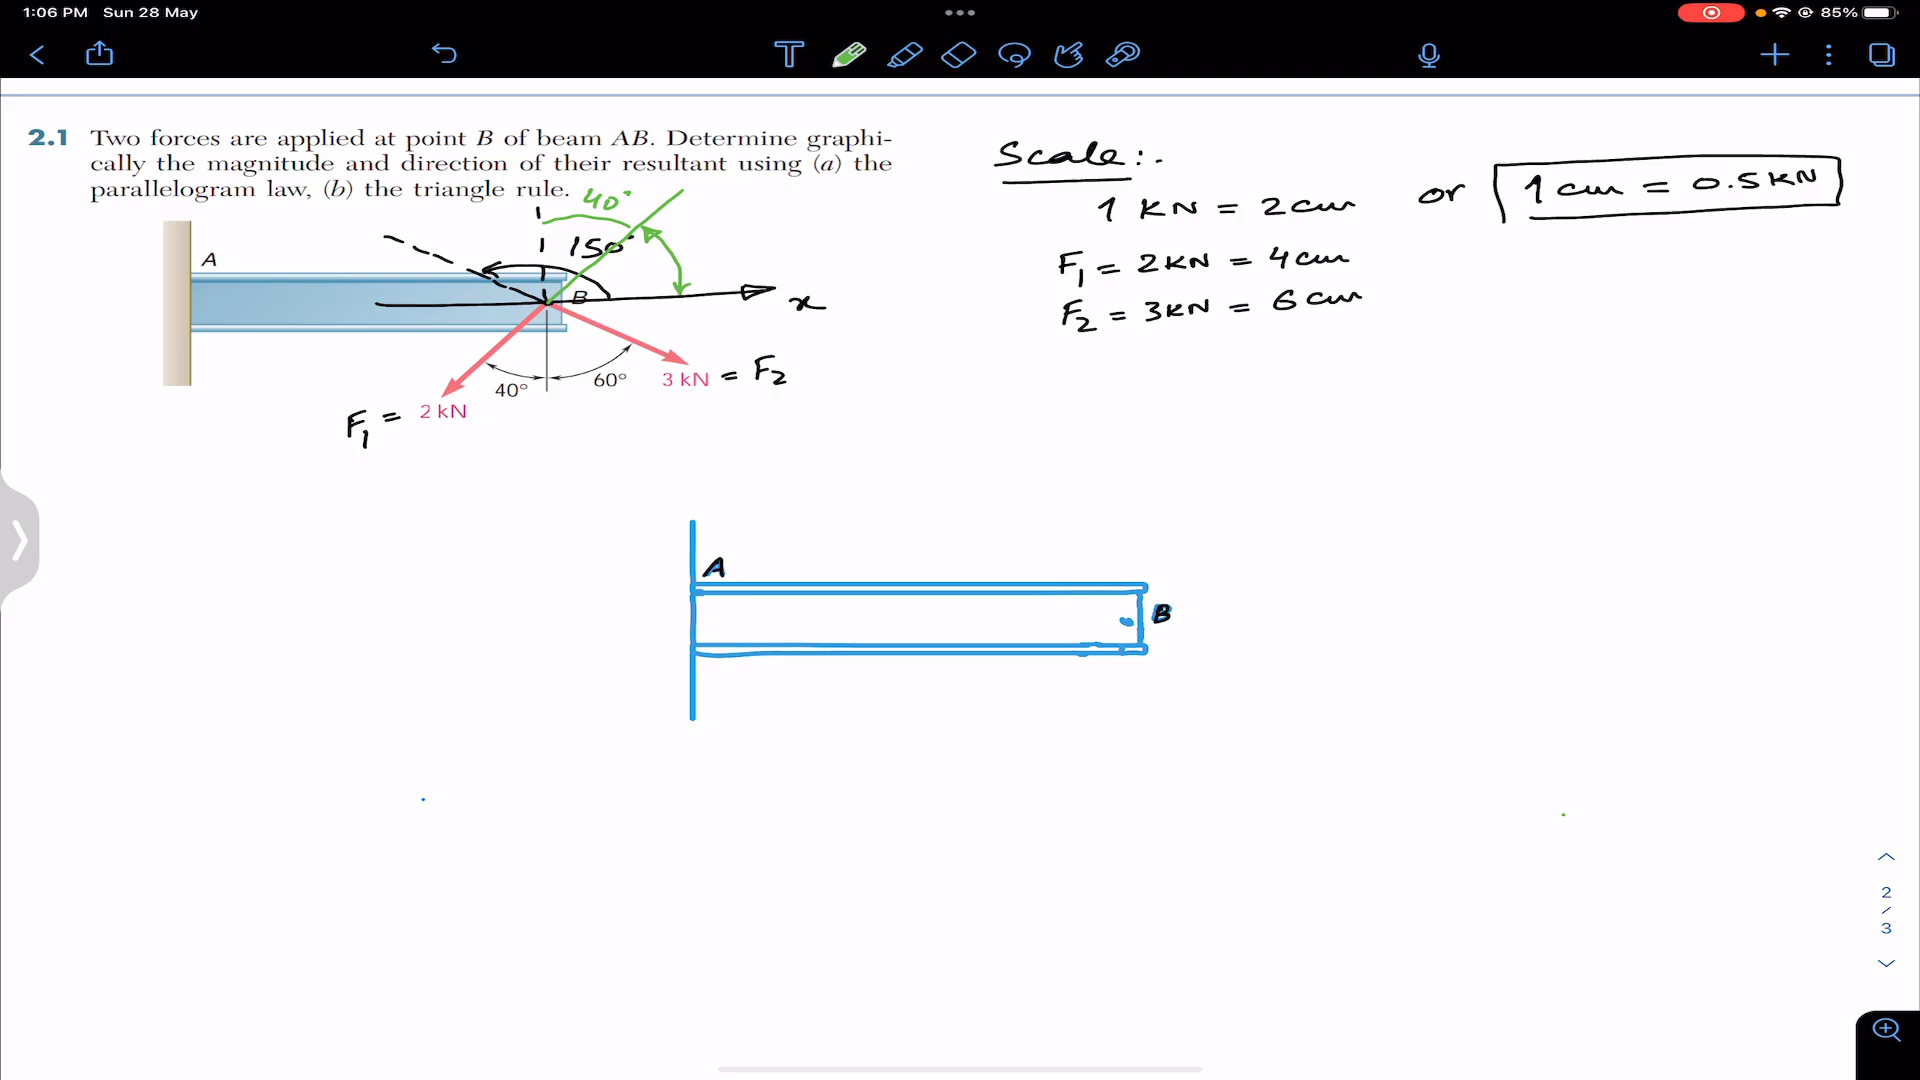 1:06 PM Sun 28 May
85%
2.1 Two forces are applied at point B of beam AB. Determine graphi-
cally the magnitude and direction of their resultant using (a) the
parallelogram law, (b) the triangle rule.
40°
150°
A
B
x
40°
60°
3 kN = F2
F1 = 2 kN
Scale:.
1 KN = 2 cm or 1 cm = 0.5 KN
F1 = 2 KN = 4 cm
F2 = 3 KN = 6 cm
A
B
2
/
3